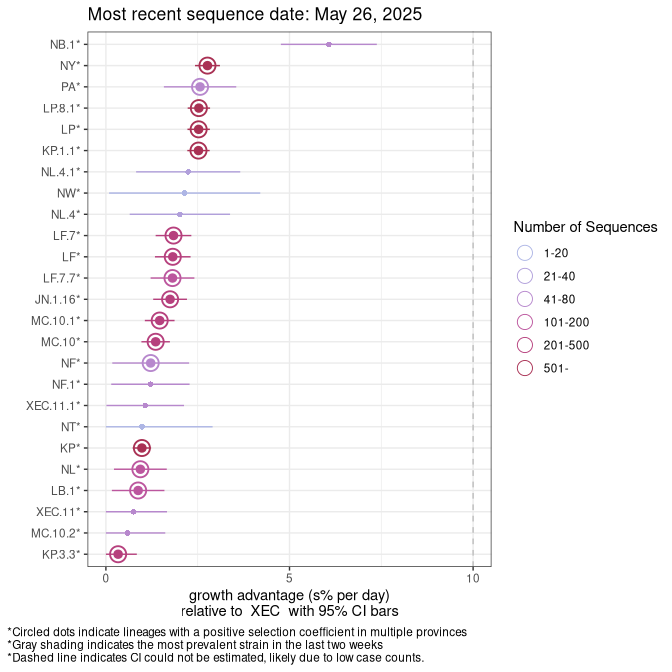 Most recent sequence date: May 26, 2025
NB.1*
NY*
PA*
LP.8.1*
LP*
KP.1.1*
NL.4.1*
NW*
NL.4*
LF.7*
LF*
LF.7.7*
JN.1.16*
MC.10.1*
MC.10*
NF*
NF.1*
XEC.11.1*
NT*
KP*
NL*
LB.1*
XEC.11*
MC.10.2*
KP.3.3*
0 5 10
growth advantage (s% per day)
relative to XEC with 95% CI bars
Number of Sequences
1-20
21-40
41-80
101-200
201-500
501-
*Circled dots indicate lineages with a positive selection coefficient in multiple provinces
*Gray shading indicates the most prevalent strain in the last two weeks
*Dashed line indicates CI could not be estimated, likely due to low case counts.